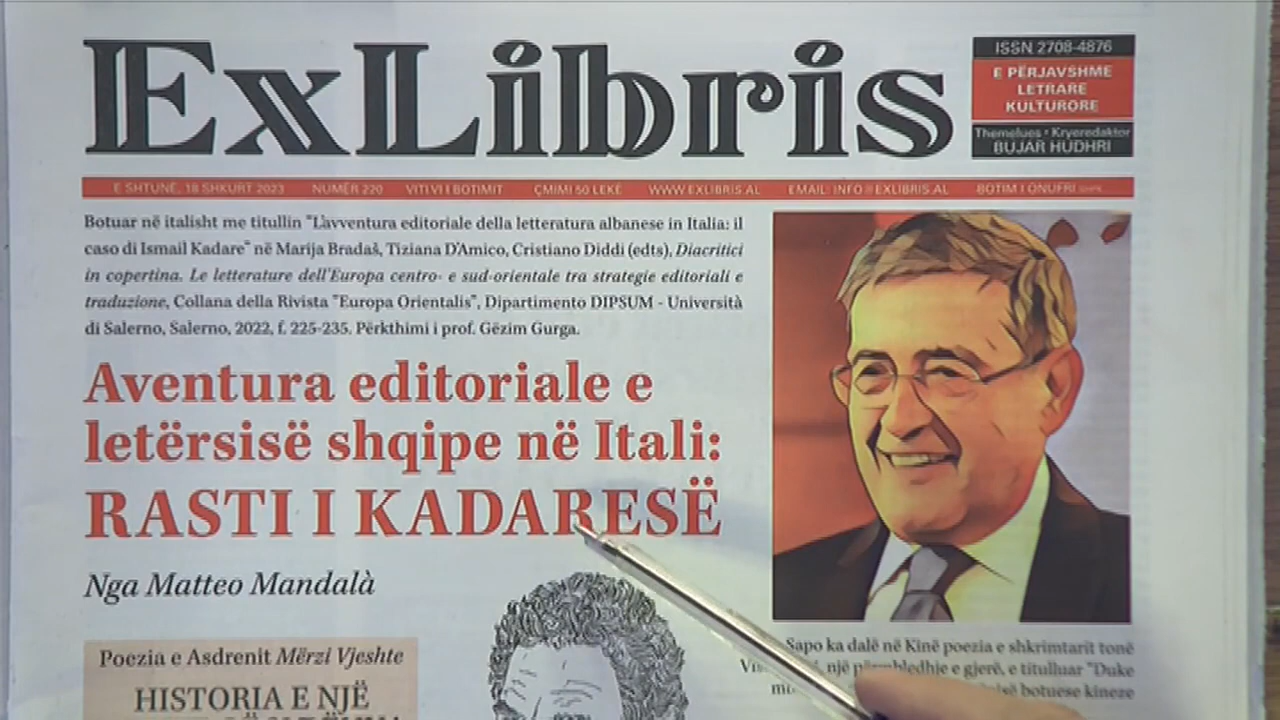 ExLibris
ISSN 2708-4876
E PËRJAVSHME
LETRARE
KULTURORE
Themelues • Kryeredaktor
BUJAR HUDHRI
E SHTUNË, 18 SHKURT 2023 NUMËR 220 VITI VI I BOTIMIT ÇMIMI 50 LEKË WWW.EXLIBRIS.AL EMAIL: INFO@EXLIBRIS.AL BOTIM I ONUFRI
Botuar në italisht me titullin "L'avventura editoriale della letteratura albanese in Italia: il
caso di Ismail Kadare" në Marija Bradaš, Tiziana D'Amico, Cristiano Diddi (edts), Diacritici
in copertina. Le letterature dell'Europa centro- e sud-orientale tra strategie editoriali e
traduzione, Collana della Rivista "Europa Orientalis", Dipartimento DIPSUM - Università
di Salerno, Salerno, 2022, f. 225-235. Përkthimi i prof. Gëzim Gurga.
Aventura editoriale e
letërsisë shqipe në Itali:
RASTI I KADARESË
Nga Matteo Mandalà
Poezia e Asdrenit Mërzi Vjeshte
HISTORIA E NJË
Sapo ka dalë në Kinë poezia e shkrimtarit tonë
një përmbledhje e gjerë, e titulluar "Duke
botuese kineze